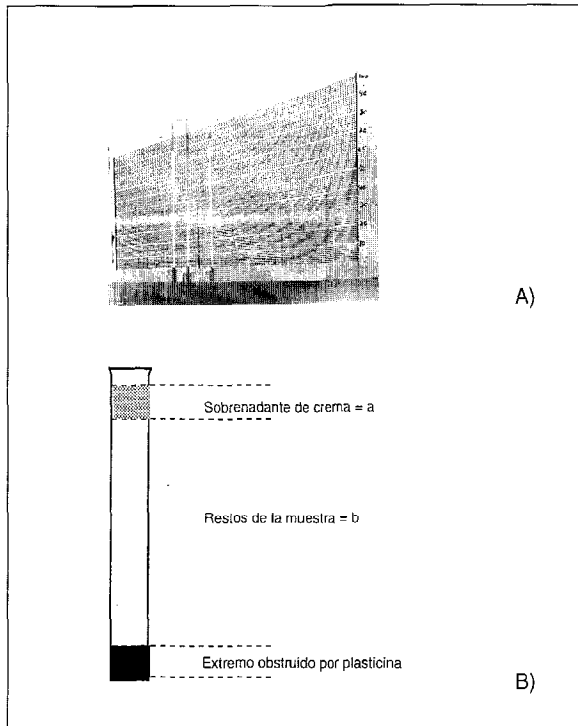 A)
Sobrenadante de crema = a
Restos de la muestra = b
Extremo obstruido por plasticina
B)